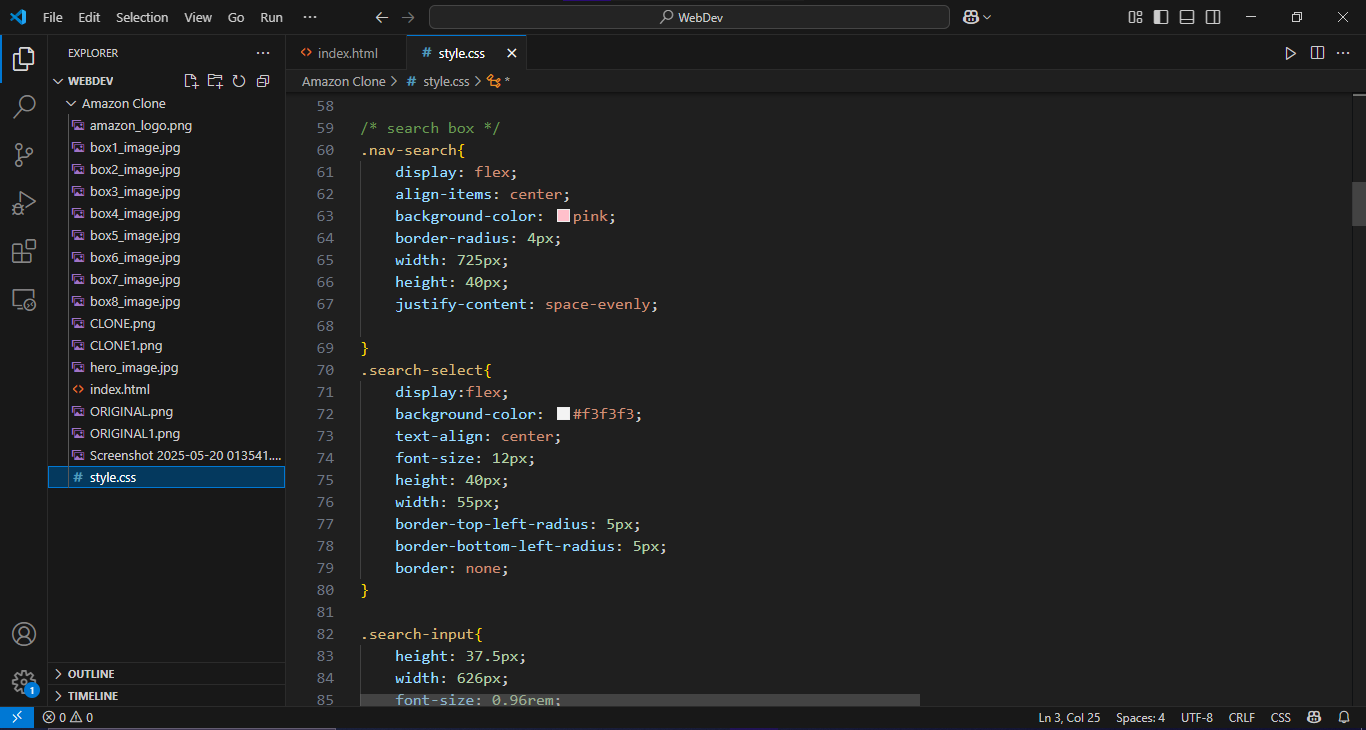 File Edit Selection View Go Run ··· WebDev
EXPLORER ···
WEBDEV
Amazon Clone
amazon_logo.png
box1_image.jpg
box2_image.jpg
box3_image.jpg
box4_image.jpg
box5_image.jpg
box6_image.jpg
box7_image.jpg
box8_image.jpg
CLONE.png
CLONE1.png
hero_image.jpg
<> index.html
ORIGINAL.png
ORIGINAL1.png
Screenshot 2025-05-20 013541....
# style.css
OUTLINE
TIMELINE
<> index.html # style.css
Amazon Clone > # style.css > *
58
59 /* search box */
60 .nav-search{
61 display: flex;
62 align-items: center;
63 background-color: pink;
64 border-radius: 4px;
65 width: 725px;
66 height: 40px;
67 justify-content: space-evenly;
68
69 }
70 .search-select{
71 display:flex;
72 background-color: #f3f3f3;
73 text-align: center;
74 font-size: 12px;
75 height: 40px;
76 width: 55px;
77 border-top-left-radius: 5px;
78 border-bottom-left-radius: 5px;
79 border: none;
80 }
81
82 .search-input{
83 height: 37.5px;
84 width: 626px;
85 font-size: 0.96rem;
1
0 0 Ln 3, Col 25 Spaces: 4 UTF-8 CRLF CSS